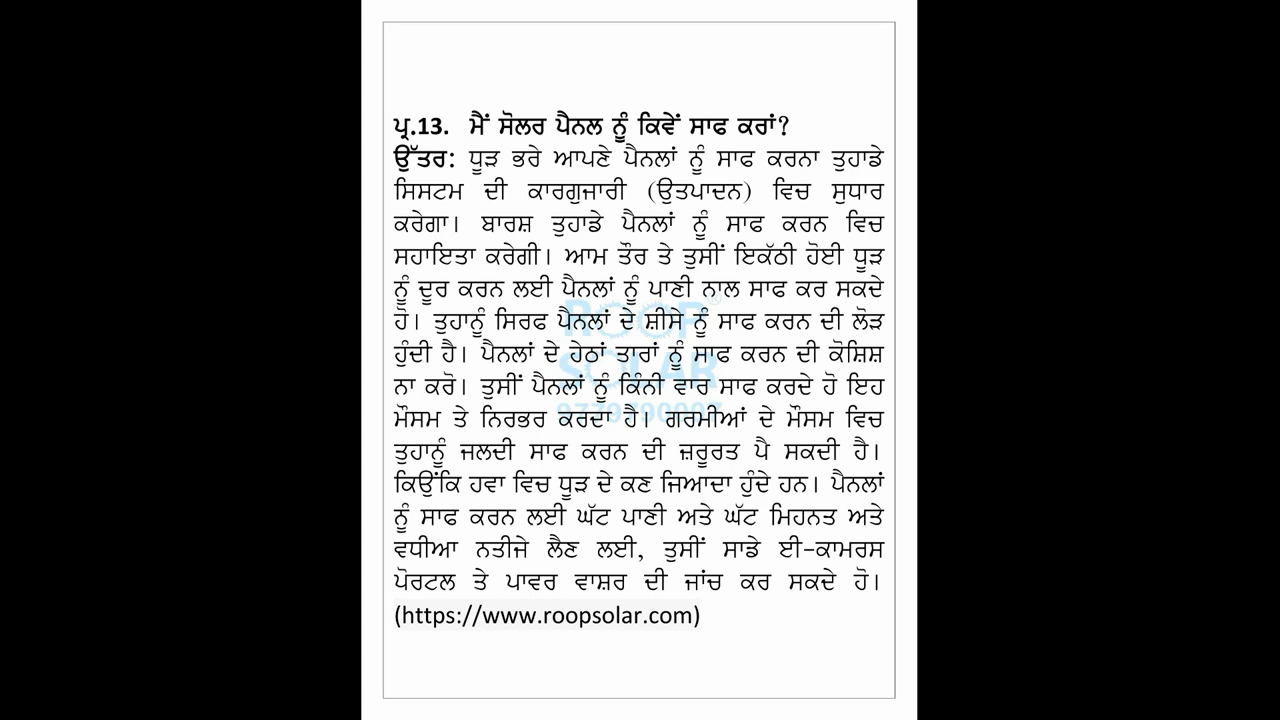 ਪ੍ਰ.13. ਮੈਂ ਸੋਲਰ ਪੈਨਲ ਨੂੰ ਕਿਵੇਂ ਸਾਫ ਕਰਾਂ?
ਉੱਤਰ: ਧੂੜ ਭਰੇ ਆਪਣੇ ਪੈਨਲਾਂ ਨੂੰ ਸਾਫ ਕਰਨਾ ਤੁਹਾਡੇ
ਸਿਸਟਮ ਦੀ ਕਾਰਗੁਜਾਰੀ (ਉਤਪਾਦਨ) ਵਿਚ ਸੁਧਾਰ
ਕਰੇਗਾ। ਬਾਰਸ਼ ਤੁਹਾਡੇ ਪੈਨਲਾਂ ਨੂੰ ਸਾਫ ਕਰਨ ਵਿਚ
ਸਹਾਇਤਾ ਕਰੇਗੀ। ਆਮ ਤੌਰ ਤੇ ਤੁਸੀਂ ਇਕੱਠੀ ਹੋਈ ਧੂੜ
ਨੂੰ ਦੂਰ ਕਰਨ ਲਈ ਪੈਨਲਾਂ ਨੂੰ ਪਾਣੀ ਨਾਲ ਸਾਫ ਕਰ ਸਕਦੇ
ਹੋ। ਤੁਹਾਨੂੰ ਸਿਰਫ ਪੈਨਲਾਂ ਦੇ ਸ਼ੀਸੇ ਨੂੰ ਸਾਫ ਕਰਨ ਦੀ ਲੋੜ
ਹੁੰਦੀ ਹੈ। ਪੈਨਲਾਂ ਦੇ ਹੇਠਾਂ ਤਾਰਾਂ ਨੂੰ ਸਾਫ ਕਰਨ ਦੀ ਕੋਸ਼ਿਸ਼
ਨਾ ਕਰੋ। ਤੁਸੀਂ ਪੈਨਲਾਂ ਨੂੰ ਕਿੰਨੀ ਵਾਰ ਸਾਫ ਕਰਦੇ ਹੋ ਇਹ
ਮੌਸਮ ਤੇ ਨਿਰਭਰ ਕਰਦਾ ਹੈ। ਗਰਮੀਆਂ ਦੇ ਮੌਸਮ ਵਿਚ
ਤੁਹਾਨੂੰ ਜਲਦੀ ਸਾਫ ਕਰਨ ਦੀ ਜ਼ਰੂਰਤ ਪੈ ਸਕਦੀ ਹੈ।
ਕਿਉਂਕਿ ਹਵਾ ਵਿਚ ਧੂੜ ਦੇ ਕਣ ਜਿਆਦਾ ਹੁੰਦੇ ਹਨ। ਪੈਨਲਾਂ
ਨੂੰ ਸਾਫ ਕਰਨ ਲਈ ਘੱਟ ਪਾਣੀ ਅਤੇ ਘੱਟ ਮਿਹਨਤ ਅਤੇ
ਵਧੀਆ ਨਤੀਜੇ ਲੈਣ ਲਈ, ਤੁਸੀਂ ਸਾਡੇ ਈ-ਕਾਮਰਸ
ਪੋਰਟਲ ਤੇ ਪਾਵਰ ਵਾਸ਼ਰ ਦੀ ਜਾਂਚ ਕਰ ਸਕਦੇ ਹੋ।
(https://www.roopsolar.com)
ROOP®
SOLAR